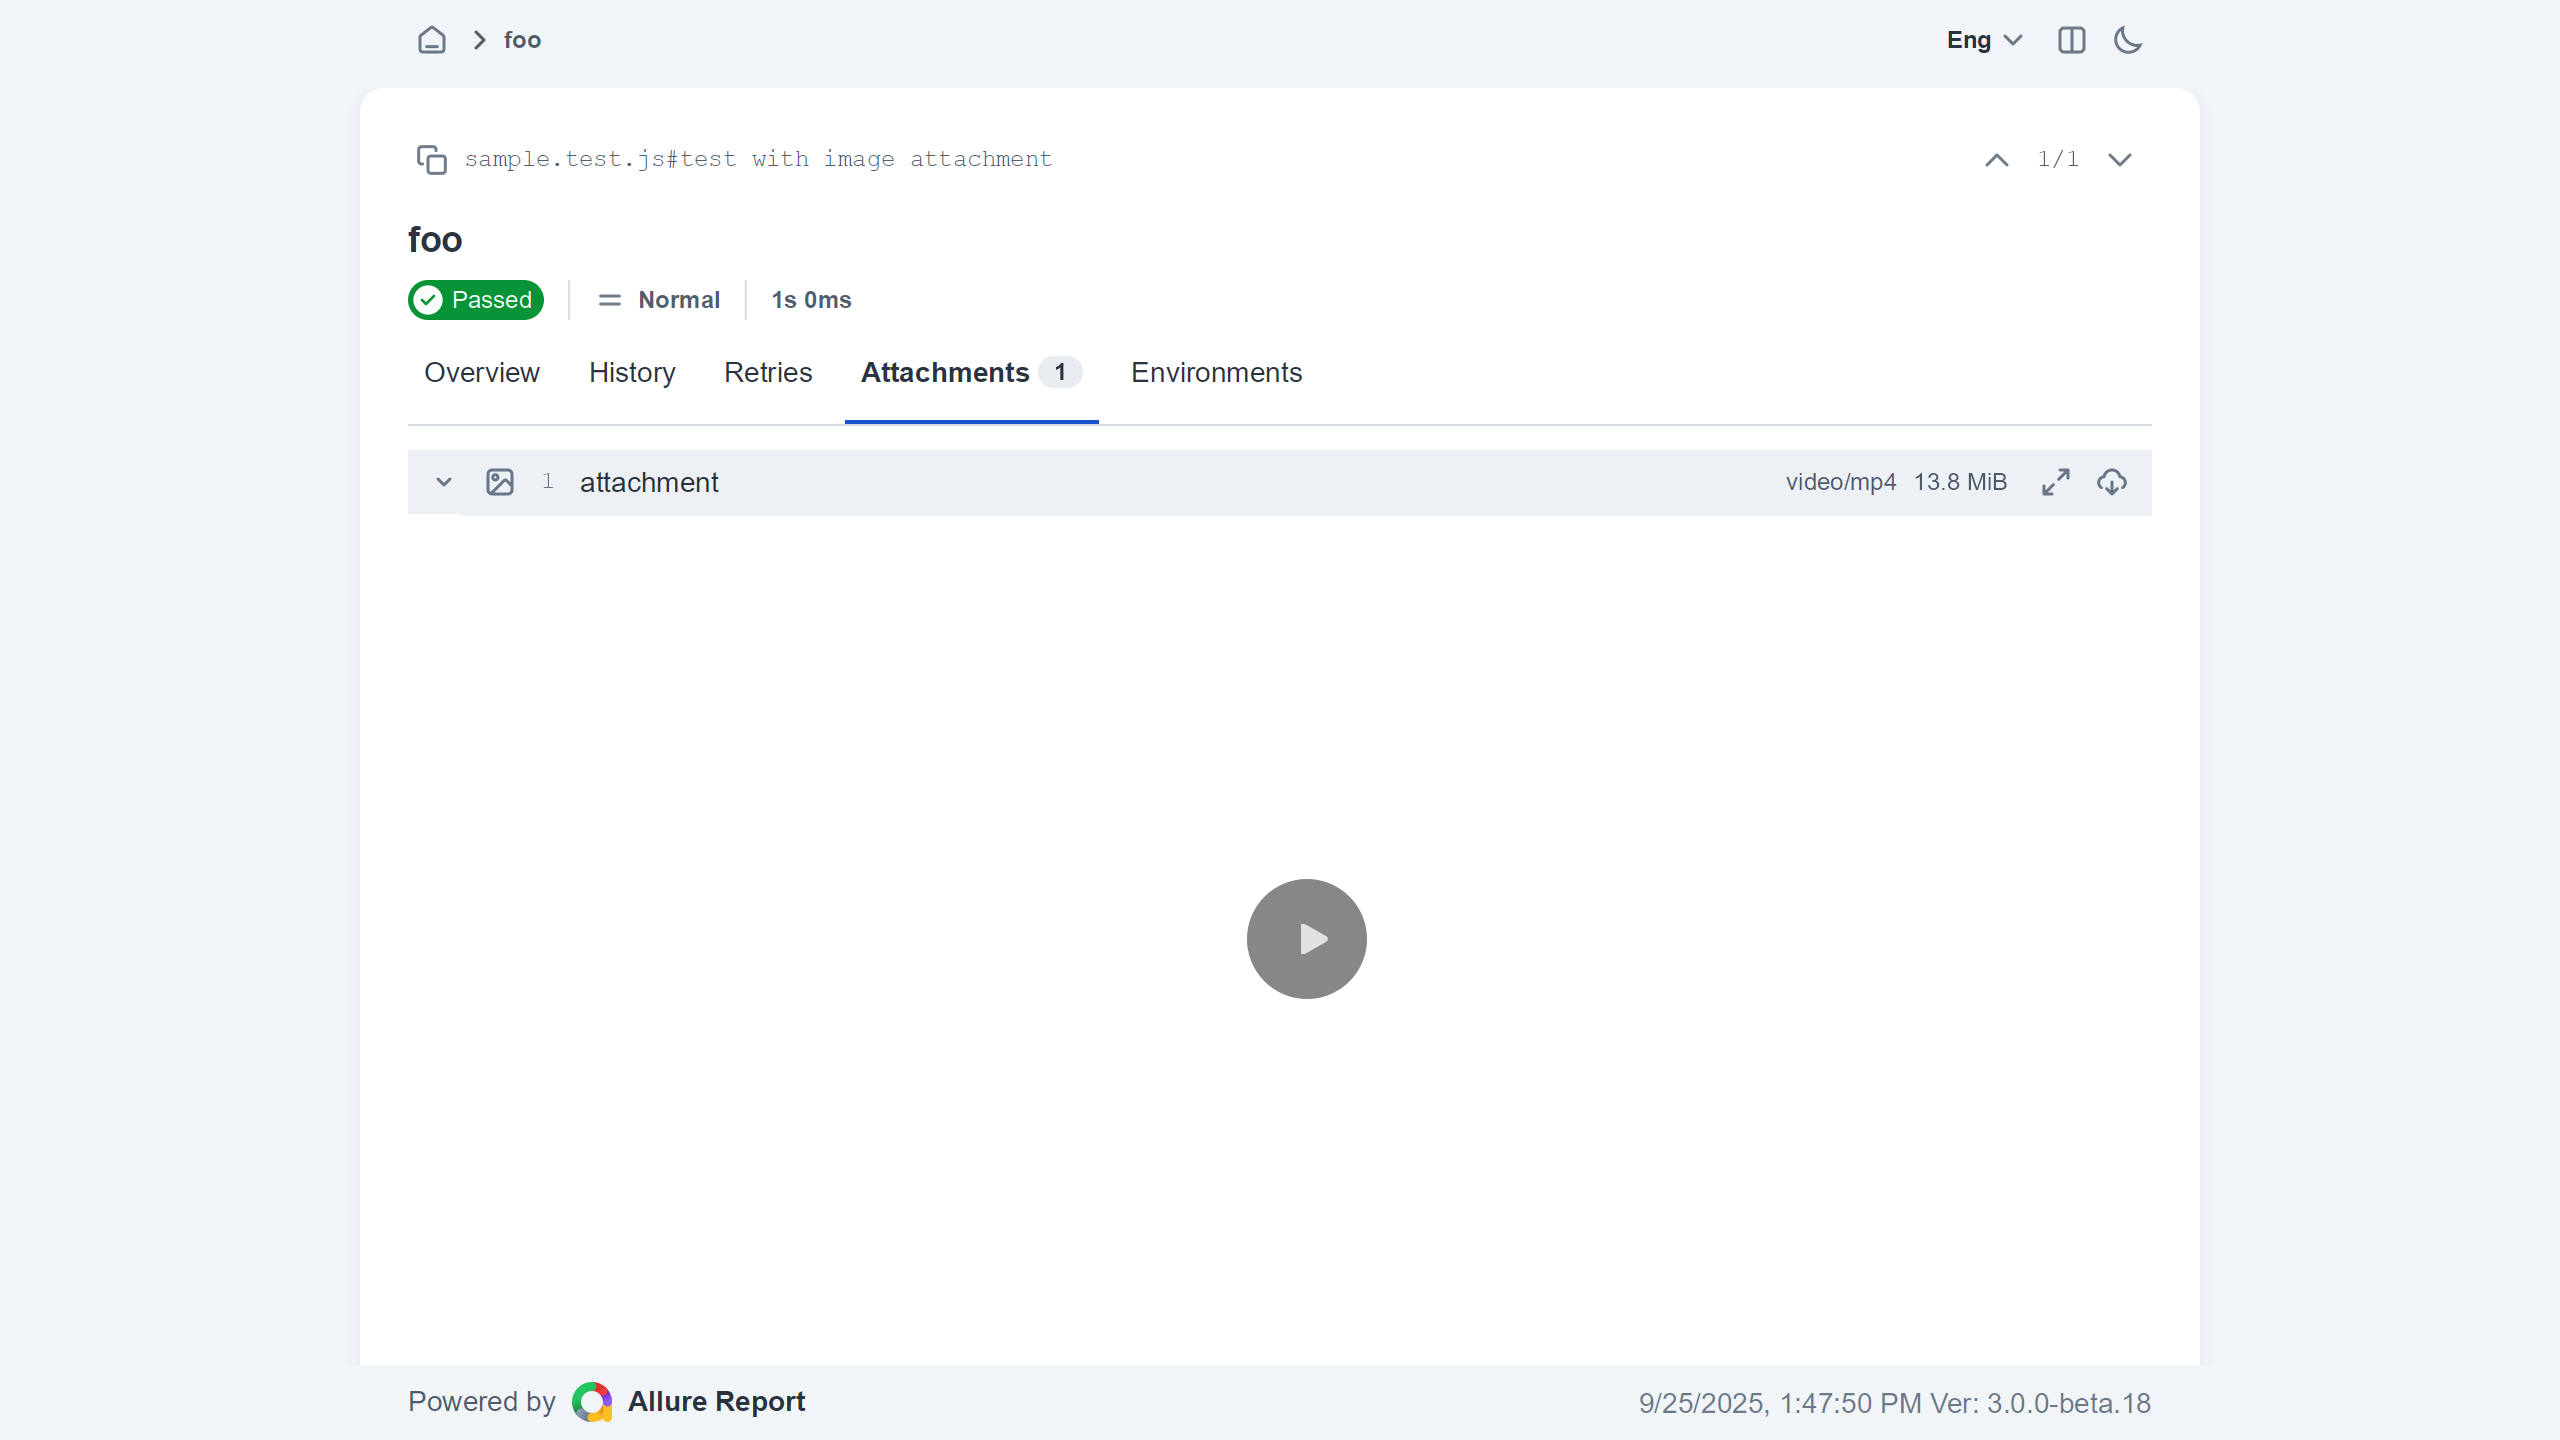 foo
Eng
sample.test.js#test with image attachment
1/1
foo
Passed
Normal
1s 0ms
Overview
History
Retries
Attachments 1
Environments
1 attachment
video/mp4 13.8 MiB
Powered by Allure Report
9/25/2025, 1:47:50 PM Ver: 3.0.0-beta.18